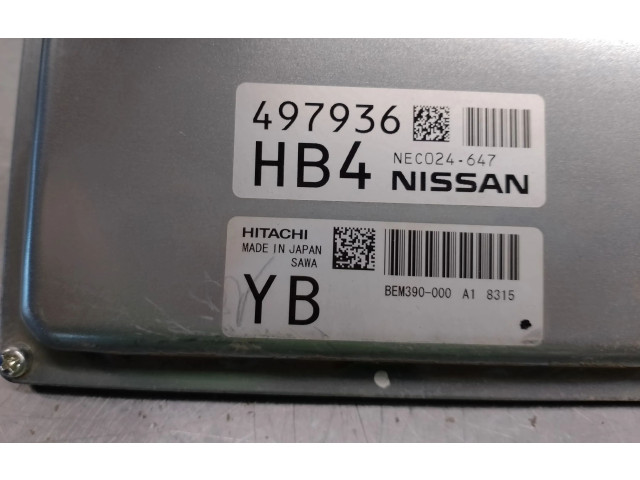 497936
HB4 NEC024-647
NISSAN
HITACHI
MADE IN JAPAN
SAWA
YB BEM390-000 A1 8315